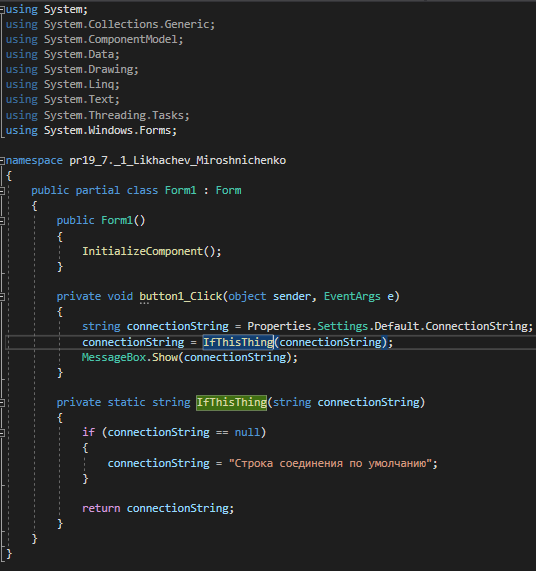 using System;
using System.Collections.Generic;
using System.ComponentModel;
using System.Data;
using System.Drawing;
using System.Linq;
using System.Text;
using System.Threading.Tasks;
using System.Windows.Forms;
namespace pr19_7._1_Likhachev_Miroshnichenko
{
public partial class Form1 : Form
{
public Form1()
{
InitializeComponent();
}
private void button1_Click(object sender, EventArgs e)
{
string connectionString = Properties.Settings.Default.ConnectionString;
connectionString = IfThisThing(connectionString);
MessageBox.Show(connectionString);
}
private static string IfThisThing(string connectionString)
{
if (connectionString == null)
{
connectionString = "Строка соединения по умолчанию";
}
return connectionString;
}
}
}